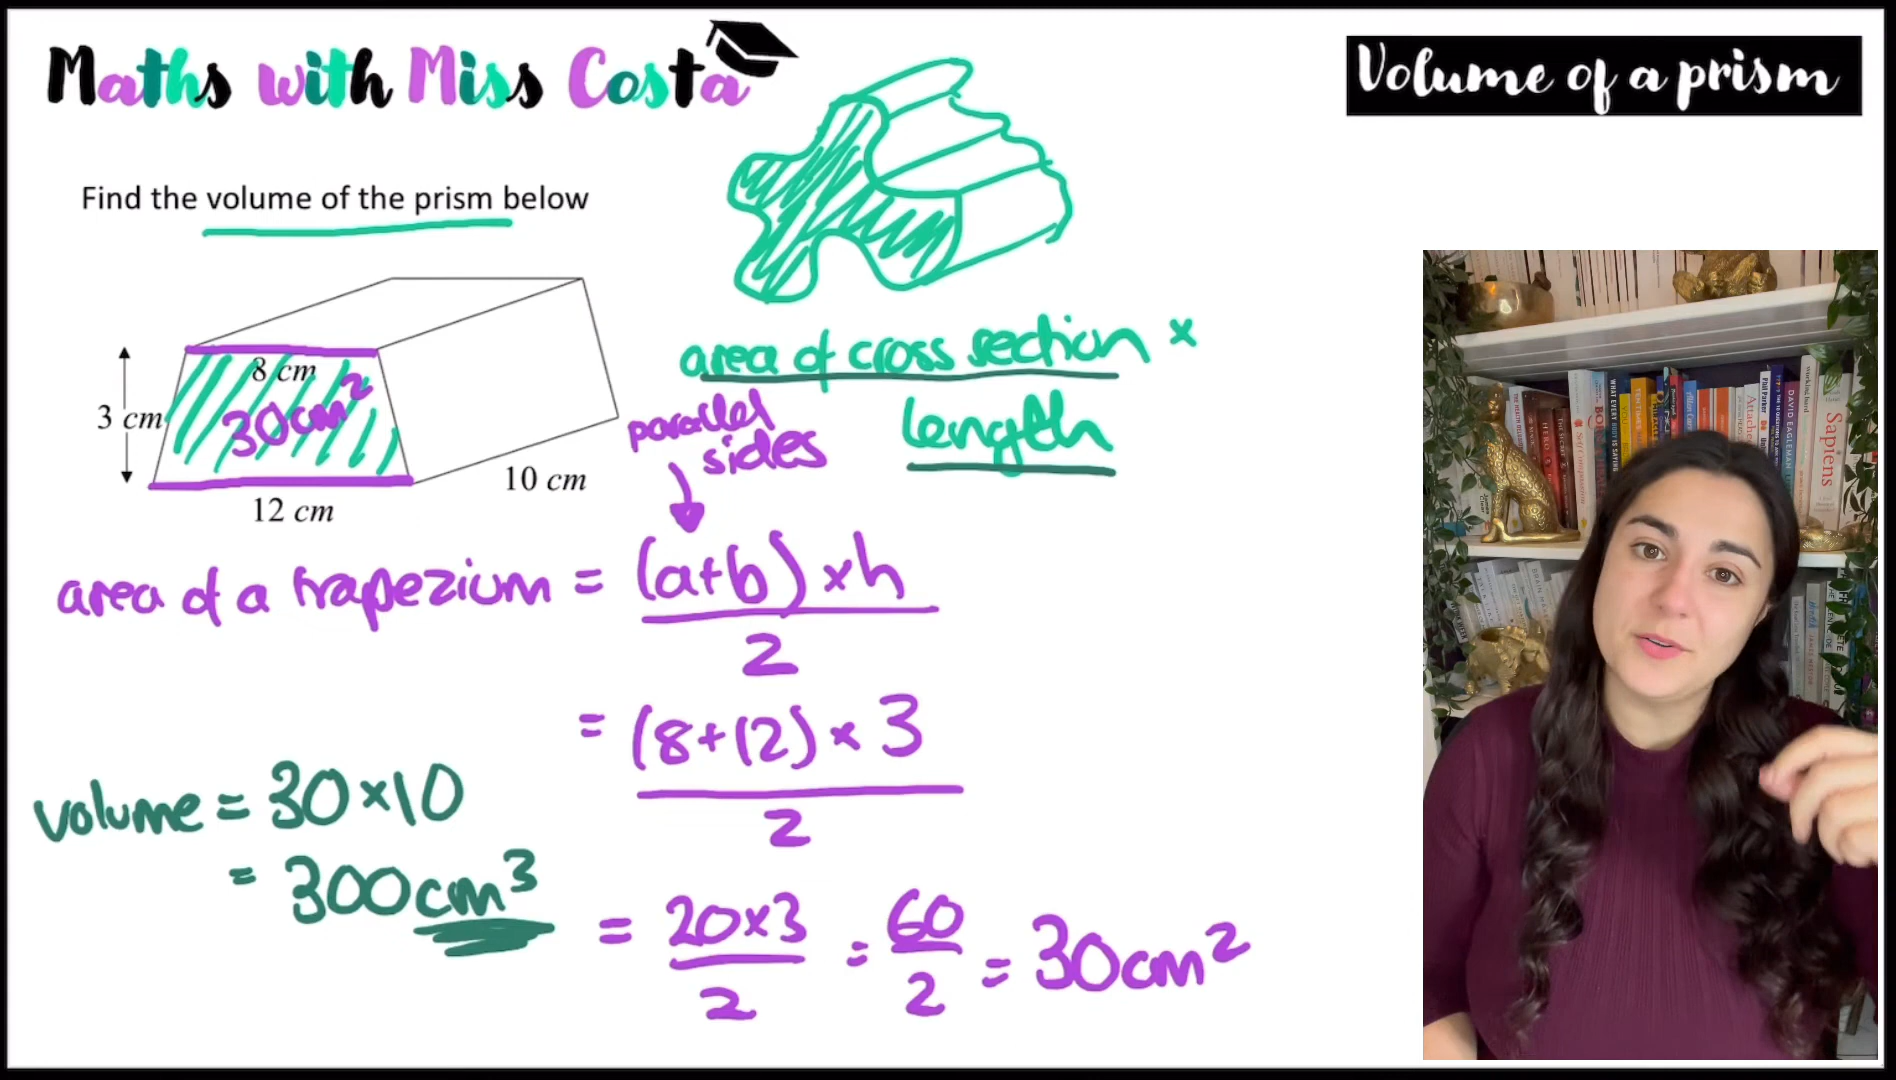 Maths with Miss Costa
Volume of a prism
Find the volume of the prism below
8 cm
30cm²
3 cm
12 cm
10 cm
area of cross section ×
length
parallel
sides
area of a trapezium = (a+b) × h
2
= (8+12) × 3
2
= 20×3
2
= 60
2
= 30cm²
volume = 30×10
= 300cm³
Sapiens
DAVID EAGLEMAN